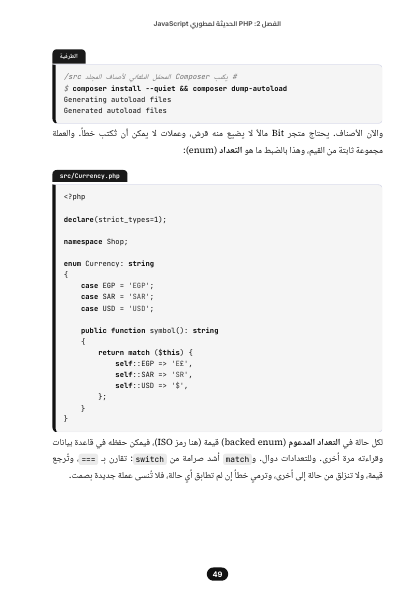 الفصل 2: PHP الحديثة لمطوري JavaScript
الطرفية
# يكتب Composer المحمّل التلقائي لأصناف المجلد src/
$ composer install --quiet && composer dump-autoload
Generating autoload files
Generated autoload files
والآن الأصناف. يحتاج متجر Bit مالاً لا يضيع منه قرش، وعملات لا يمكن أن تُكتب خطأً. والعملة
مجموعة ثابتة من القيم، وهذا بالضبط ما هو التعداد (enum):
src/Currency.php
<?php
declare(strict_types=1);
namespace Shop;
enum Currency: string
{
case EGP = 'EGP';
case SAR = 'SAR';
case USD = 'USD';
public function symbol(): string
{
return match ($this) {
self::EGP => 'E£',
self::SAR => 'SR',
self::USD => '$',
};
}
}
لكل حالة في التعداد المدعوم (backed enum) قيمة (هنا رمز ISO)، فيمكن حفظه في قاعدة بيانات
وقراءته مرة أخرى. وللتعدادات دوال. و match أشد صرامة من switch: تقارن بـ ===، وتُرجع
قيمة، ولا تنزلق من حالة إلى أخرى، وترمي خطأً إن لم تطابق أي حالة، فلا تُنسى عملة جديدة بصمت.
49